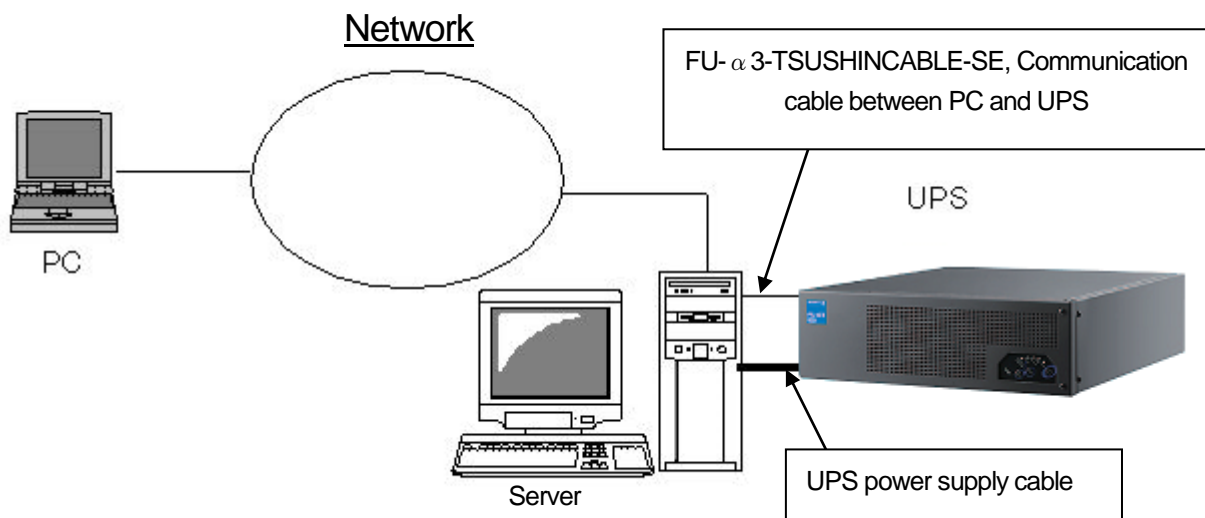 Network
FU-α3-TSUSHINCABLE-SE, Communication
cable between PC and UPS
UPS
PC
Server
UPS power supply cable